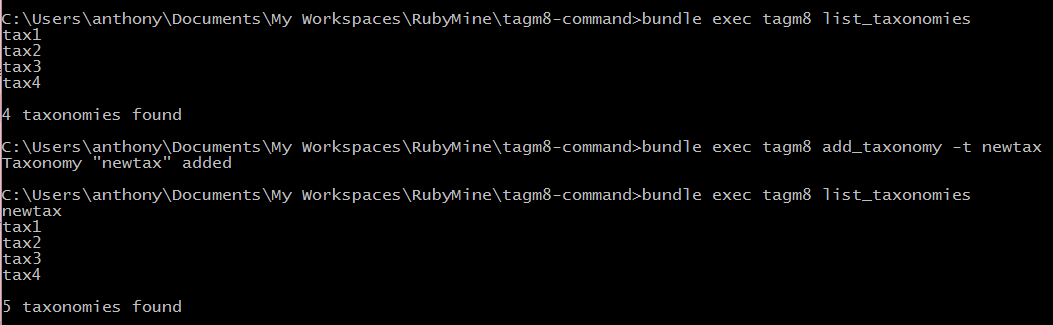 C:\Users\anthony\Documents\My Workspaces\RubyMine\tagm8-command>bundle exec tagm8 list_taxonomies
tax1
tax2
tax3
tax4
4 taxonomies found
C:\Users\anthony\Documents\My Workspaces\RubyMine\tagm8-command>bundle exec tagm8 add_taxonomy -t newtax
Taxonomy "newtax" added
C:\Users\anthony\Documents\My Workspaces\RubyMine\tagm8-command>bundle exec tagm8 list_taxonomies
newtax
tax1
tax2
tax3
tax4
5 taxonomies found